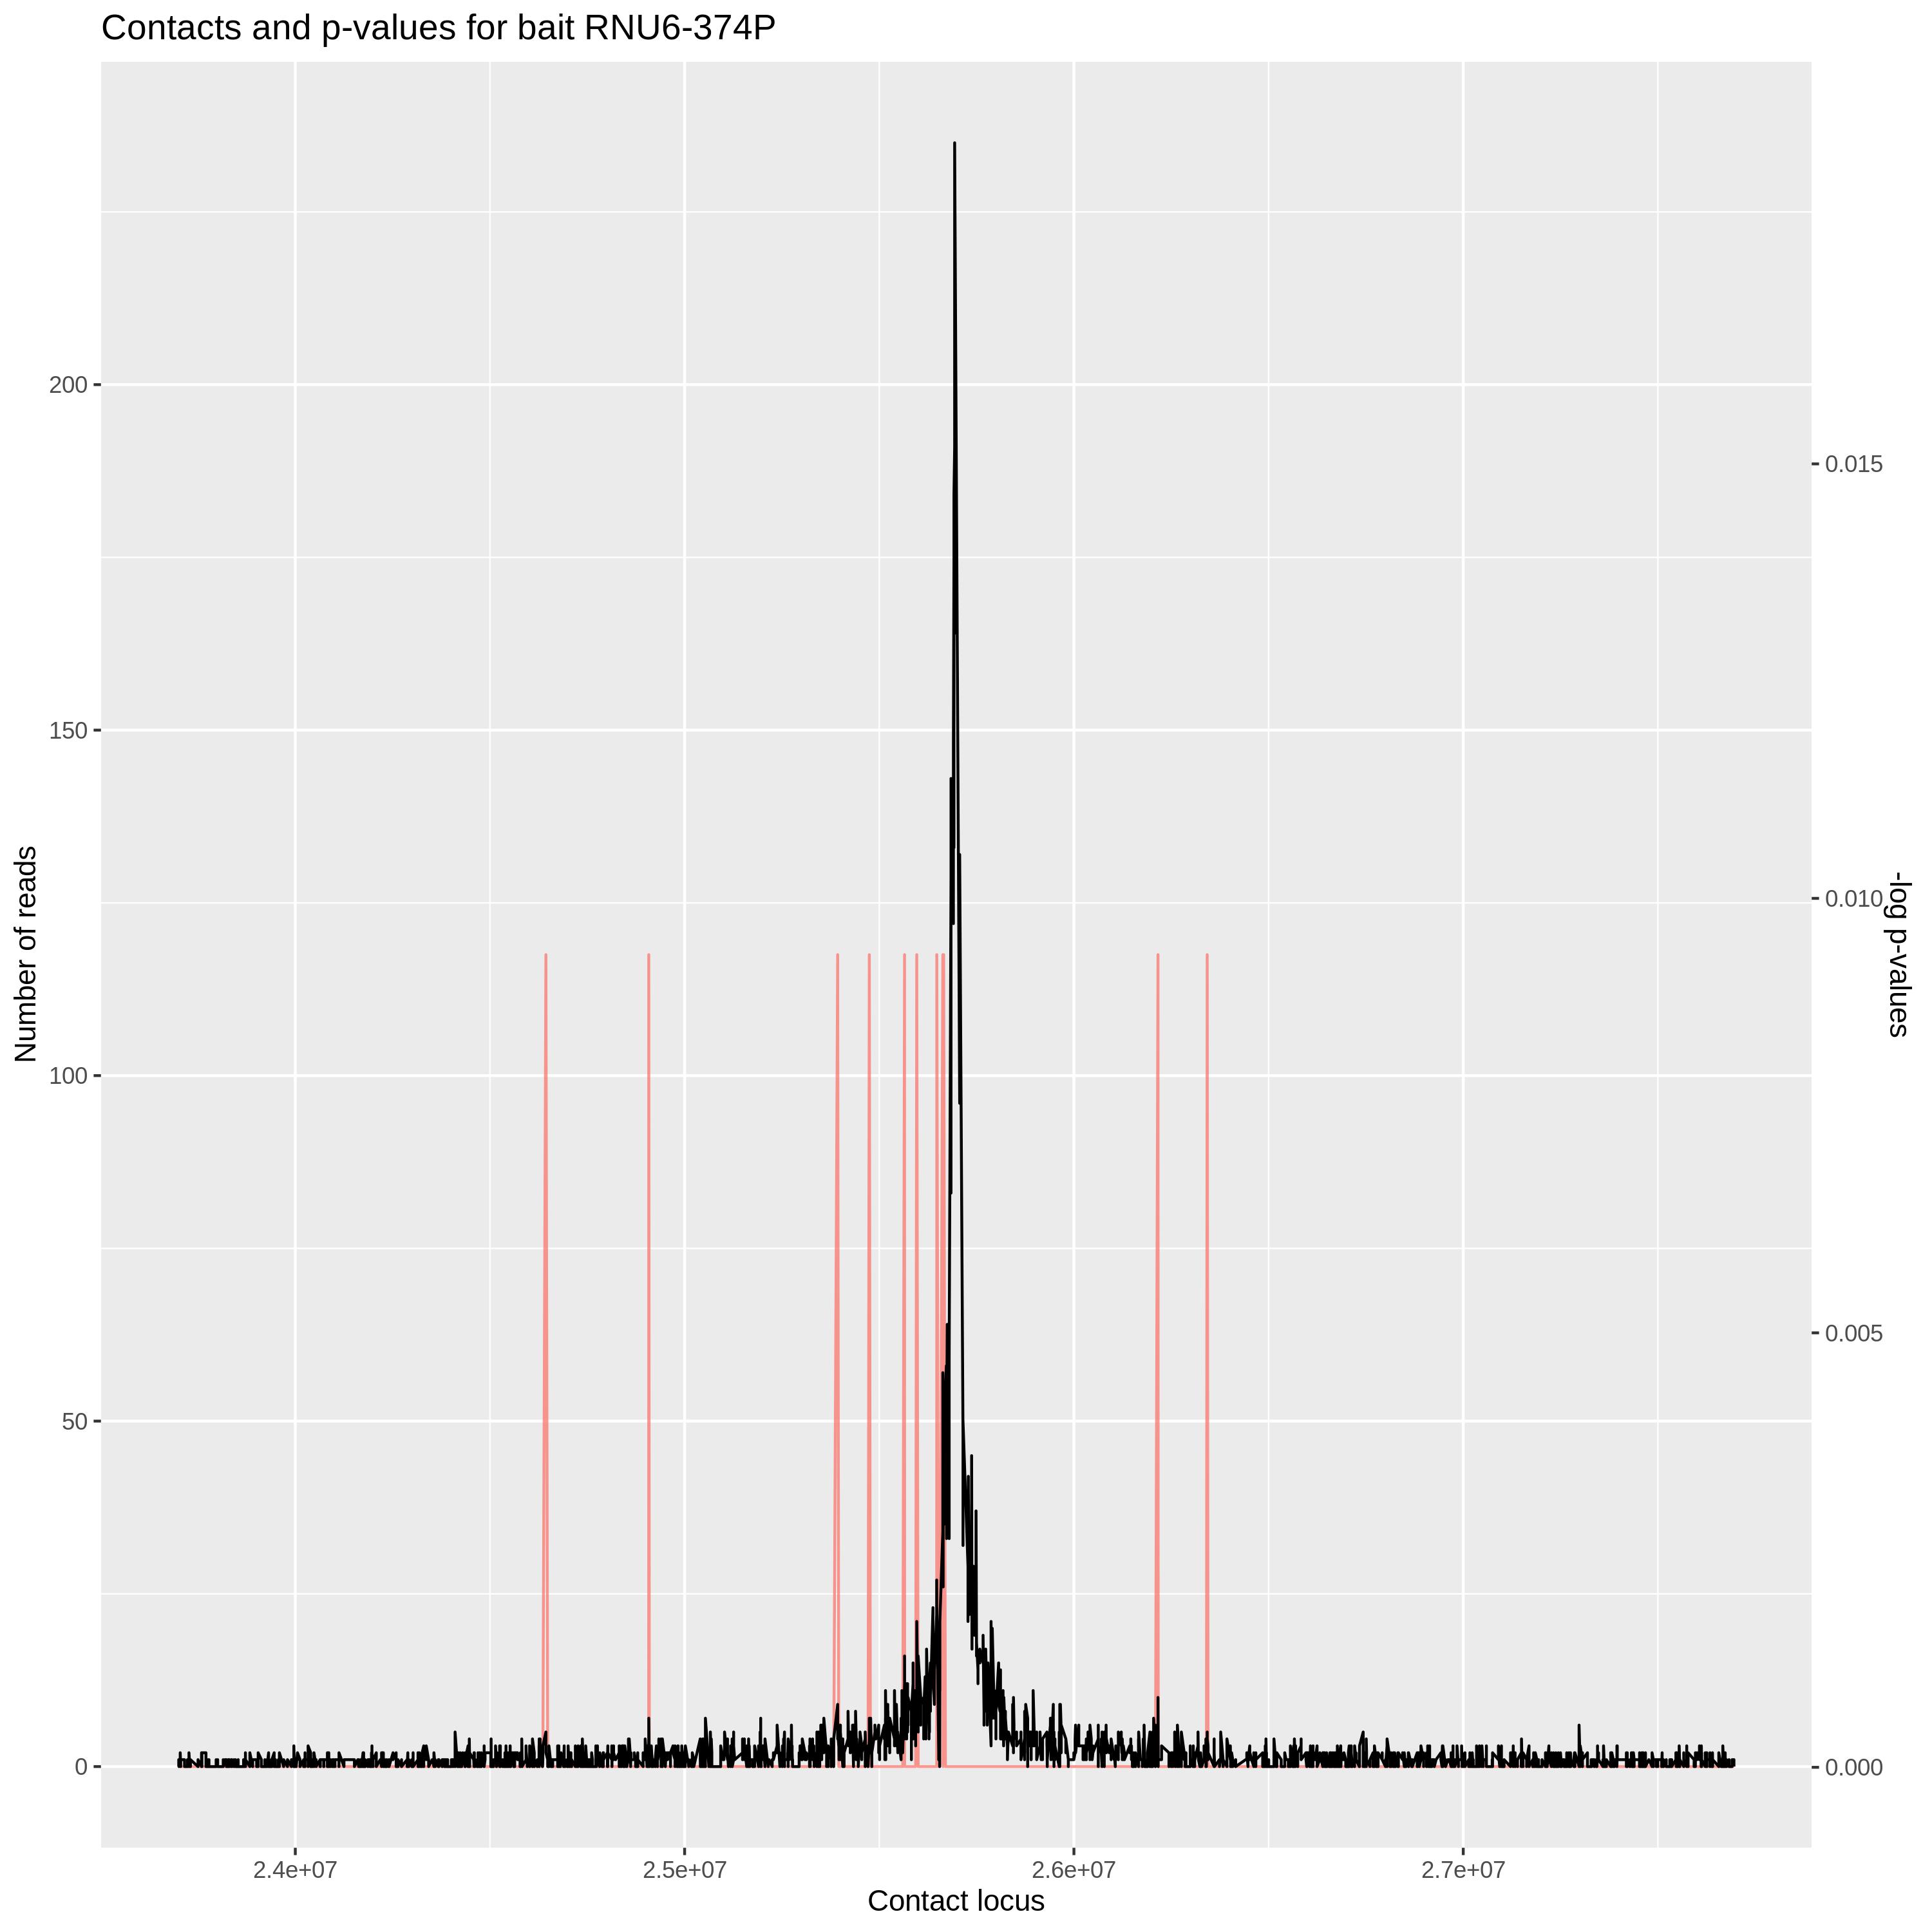 Contacts and p-values for bait RNU6-374P
200
150
100
50
0
Number of reads
0.015
0.010
0.005
0.000
-log p-values
2.4e+07
2.5e+07
2.6e+07
2.7e+07
Contact locus